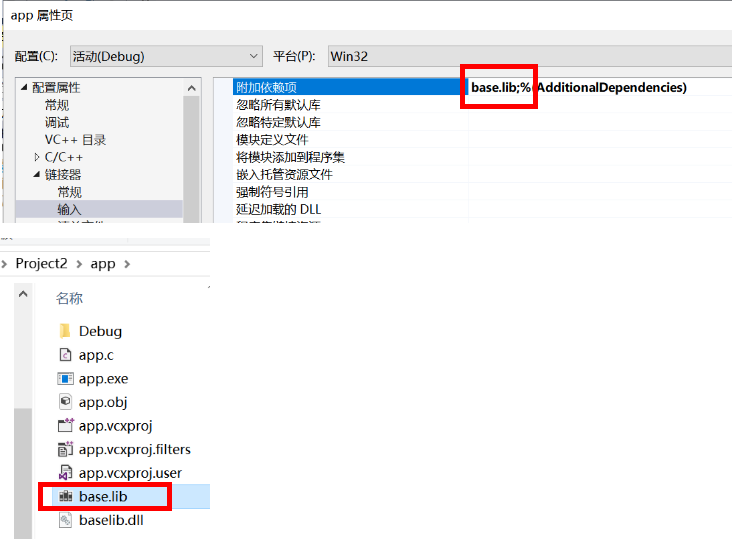 app 属性页
配置(C): 活动(Debug) 平台(P): Win32
配置属性
常规
调试
VC++ 目录
C/C++
链接器
常规
输入
附加依赖项 base.lib;%(AdditionalDependencies)
忽略所有默认库
忽略特定默认库
模块定义文件
将模块添加到程序集
嵌入托管资源文件
强制符号引用
延迟加载的 DLL
Project2 app
名称
Debug
app.c
app.exe
app.obj
app.vcxproj
app.vcxproj.filters
app.vcxproj.user
base.lib
baselib.dll